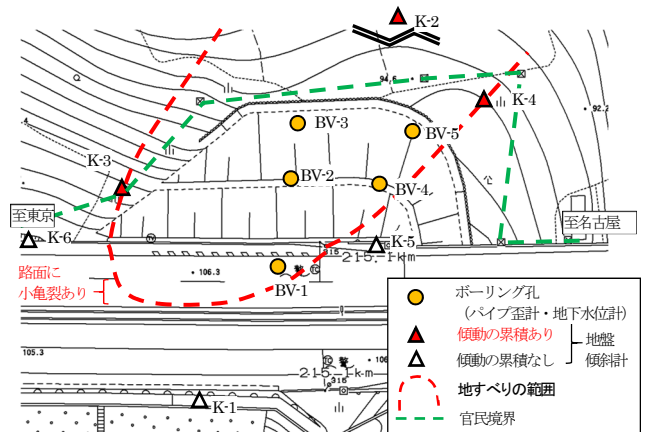 K-2
94.6
K-4
92.2
BV-3
BV-5
K-3
BV-2
BV-4
至東京
至名古屋
K-6
K-5
315
215.1km
路面に
小亀裂あり
106.3
BV-1
ボーリング孔
(パイプ歪計・地下水位計)
傾動の累積あり
地盤
傾動の累積なし
傾斜計
地すべりの範囲
官民境界
105.3
106
215.1km
315
K-1